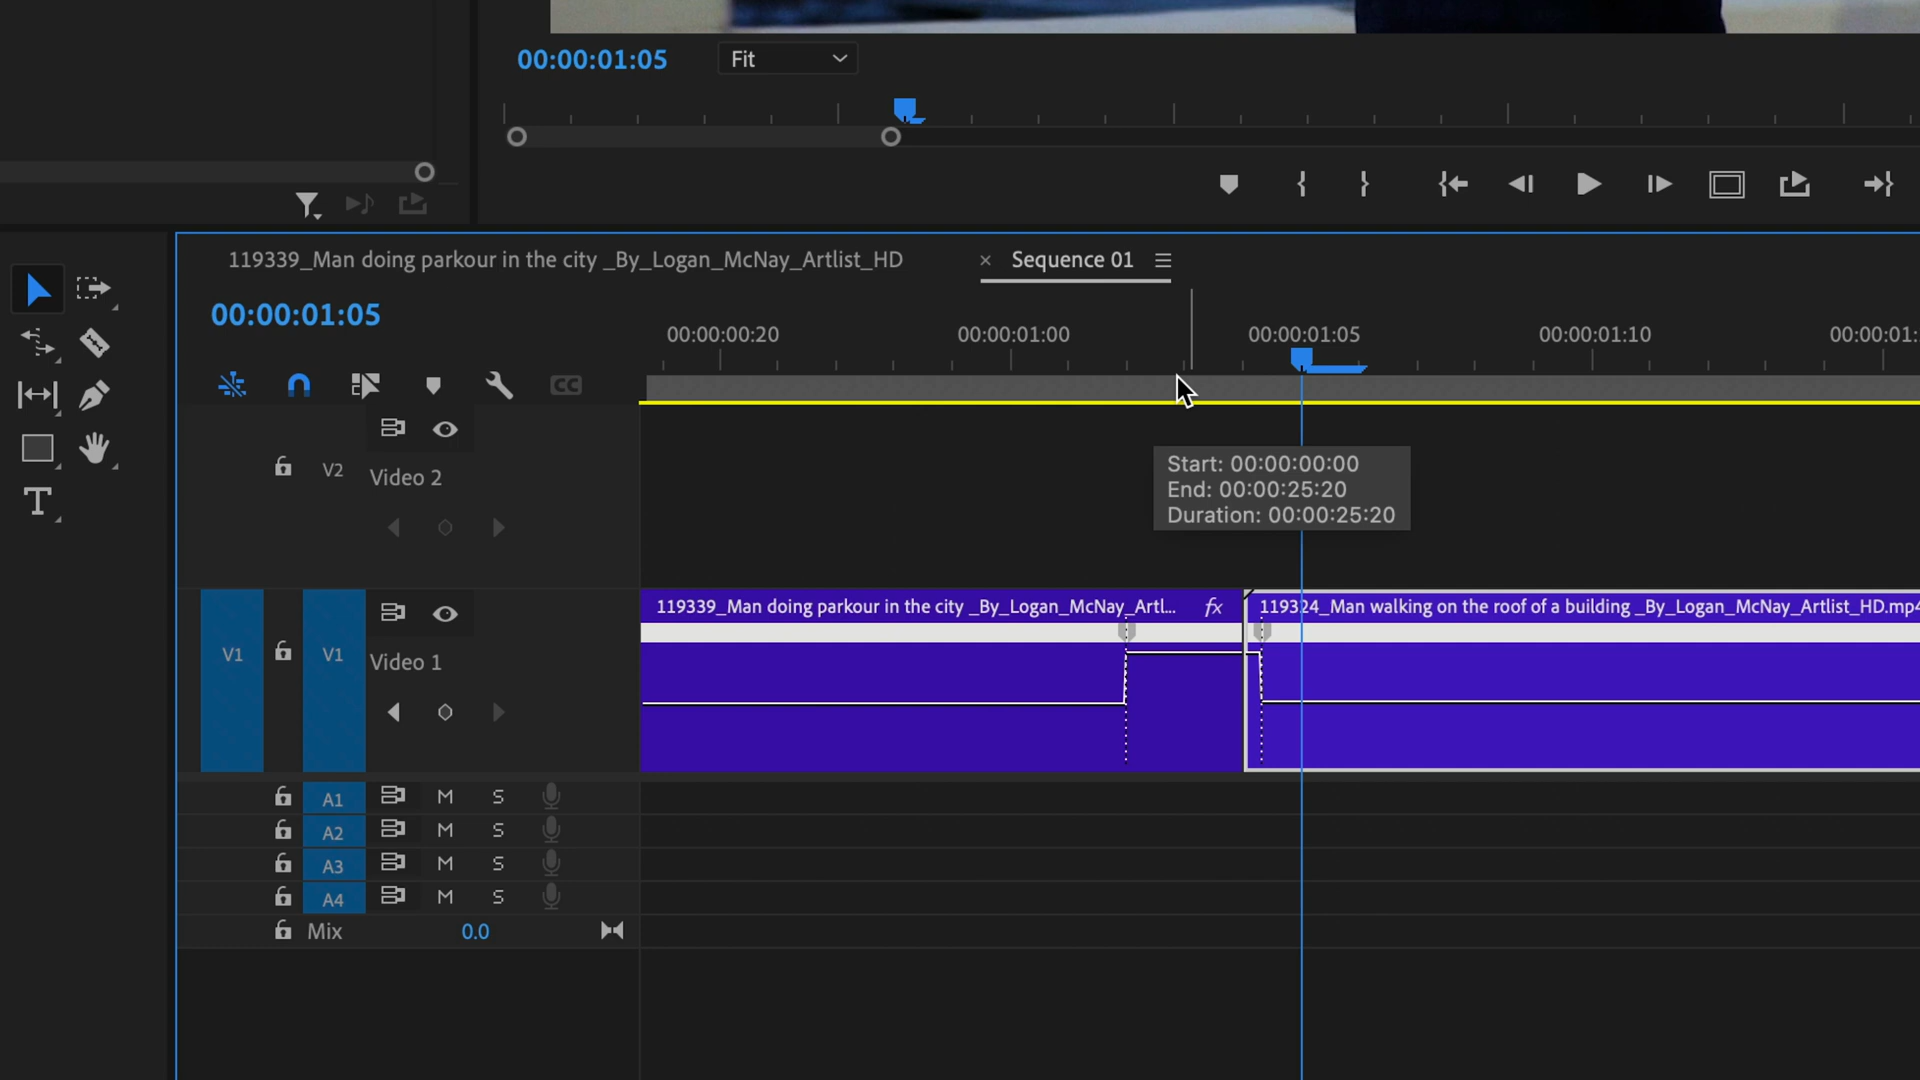 00:00:01:05
Fit
119339_Man doing parkour in the city _By_Logan_McNay_Artlist_HD
× Sequence 01
00:00:01:05
00:00:00:20
00:00:01:00
00:00:01:05
00:00:01:10
00:00:01:
CC
V2
Video 2
Start: 00:00:00:00
End: 00:00:25:20
Duration: 00:00:25:20
119339_Man doing parkour in the city _By_Logan_McNay_Artl... fx
119324_Man walking on the roof of a building _By_Logan_McNay_Artlist_HD.mp4
V1
V1
Video 1
A1 M S
A2 M S
A3 M S
A4 M S
Mix 0.0